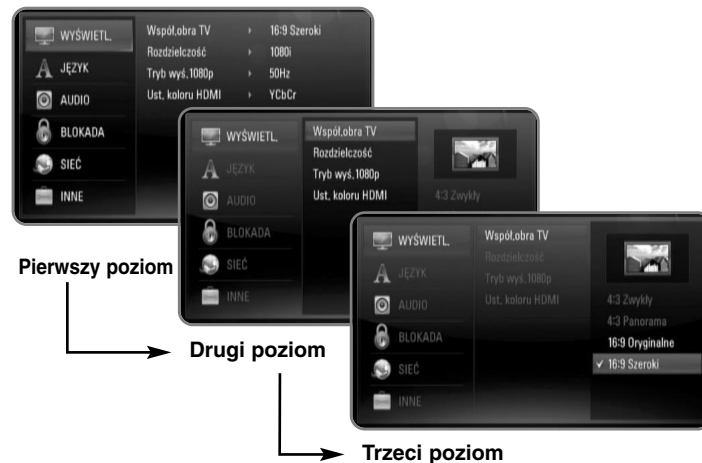 WYŚWIETL.
JĘZYK
AUDIO
BLOKADA
SIEĆ
INNE
Współ.obra TV 16:9 Szeroki
Rozdzielczość 1080i
Tryb wyś.1080p 50Hz
Ust. koloru HDMI YCbCr
Pierwszy poziom
WYŚWIETL.
JĘZYK
AUDIO
BLOKADA
SIEĆ
INNE
Współ.obra TV
Rozdzielczość
Tryb wyś.1080p
Ust. koloru HDMI
4:3 Zwykły
Drugi poziom
WYŚWIETL.
JĘZYK
AUDIO
BLOKADA
SIEĆ
INNE
Współ.obra TV
Rozdzielczość
Tryb wyś.1080p
Ust. koloru HDMI
4:3 Zwykły
4:3 Panorama
16:9 Oryginalne
✓ 16:9 Szeroki
Trzeci poziom